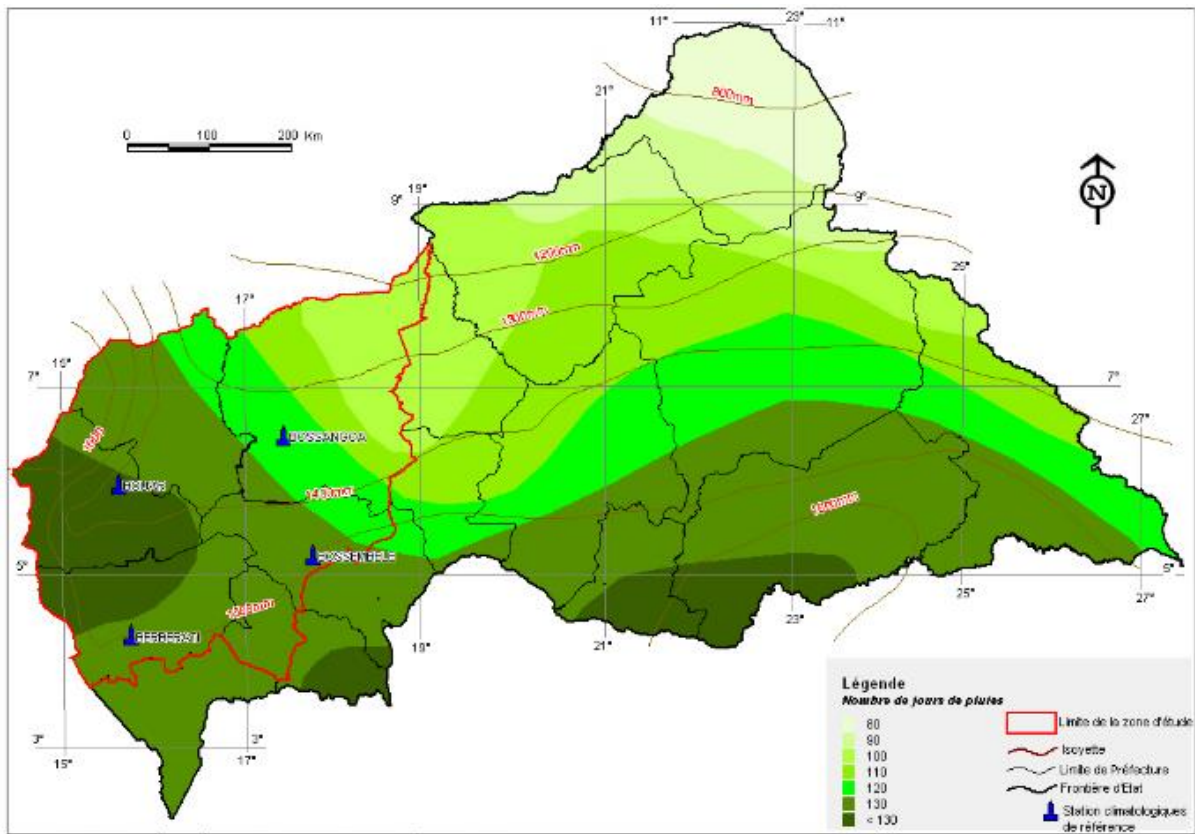 11°
23°
11°
21°
800mm
0 100 200 Km
N
19°
9°
9°
1200mm
25°
17°
1300mm
15°
7°
7°
27°
BOSSANGOA
BOUAR
1400mm
BOSSEMBELE
5°
5°
BERBERATI
19°
21°
23°
25°
27°
3°
3°
15°
17°
Légende
Nombre de jours de pluies
80
90
100
110
120
130
< 130
Limite de la zone d'étude
Isoyette
Limite de Préfecture
Frontière d'Etat
Station climatologiques
de référence